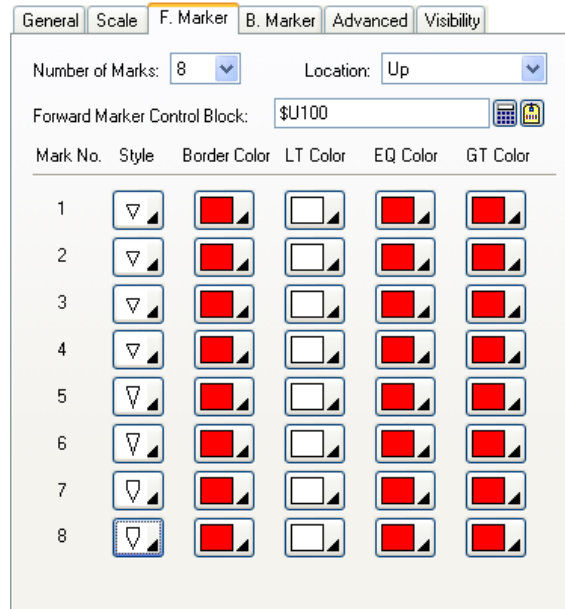 General Scale F. Marker B. Marker Advanced Visibility
Number of Marks: 8 Location: Up
Forward Marker Control Block: $U100
Mark No. Style Border Color LT Color EQ Color GT Color
1
2
3
4
5
6
7
8